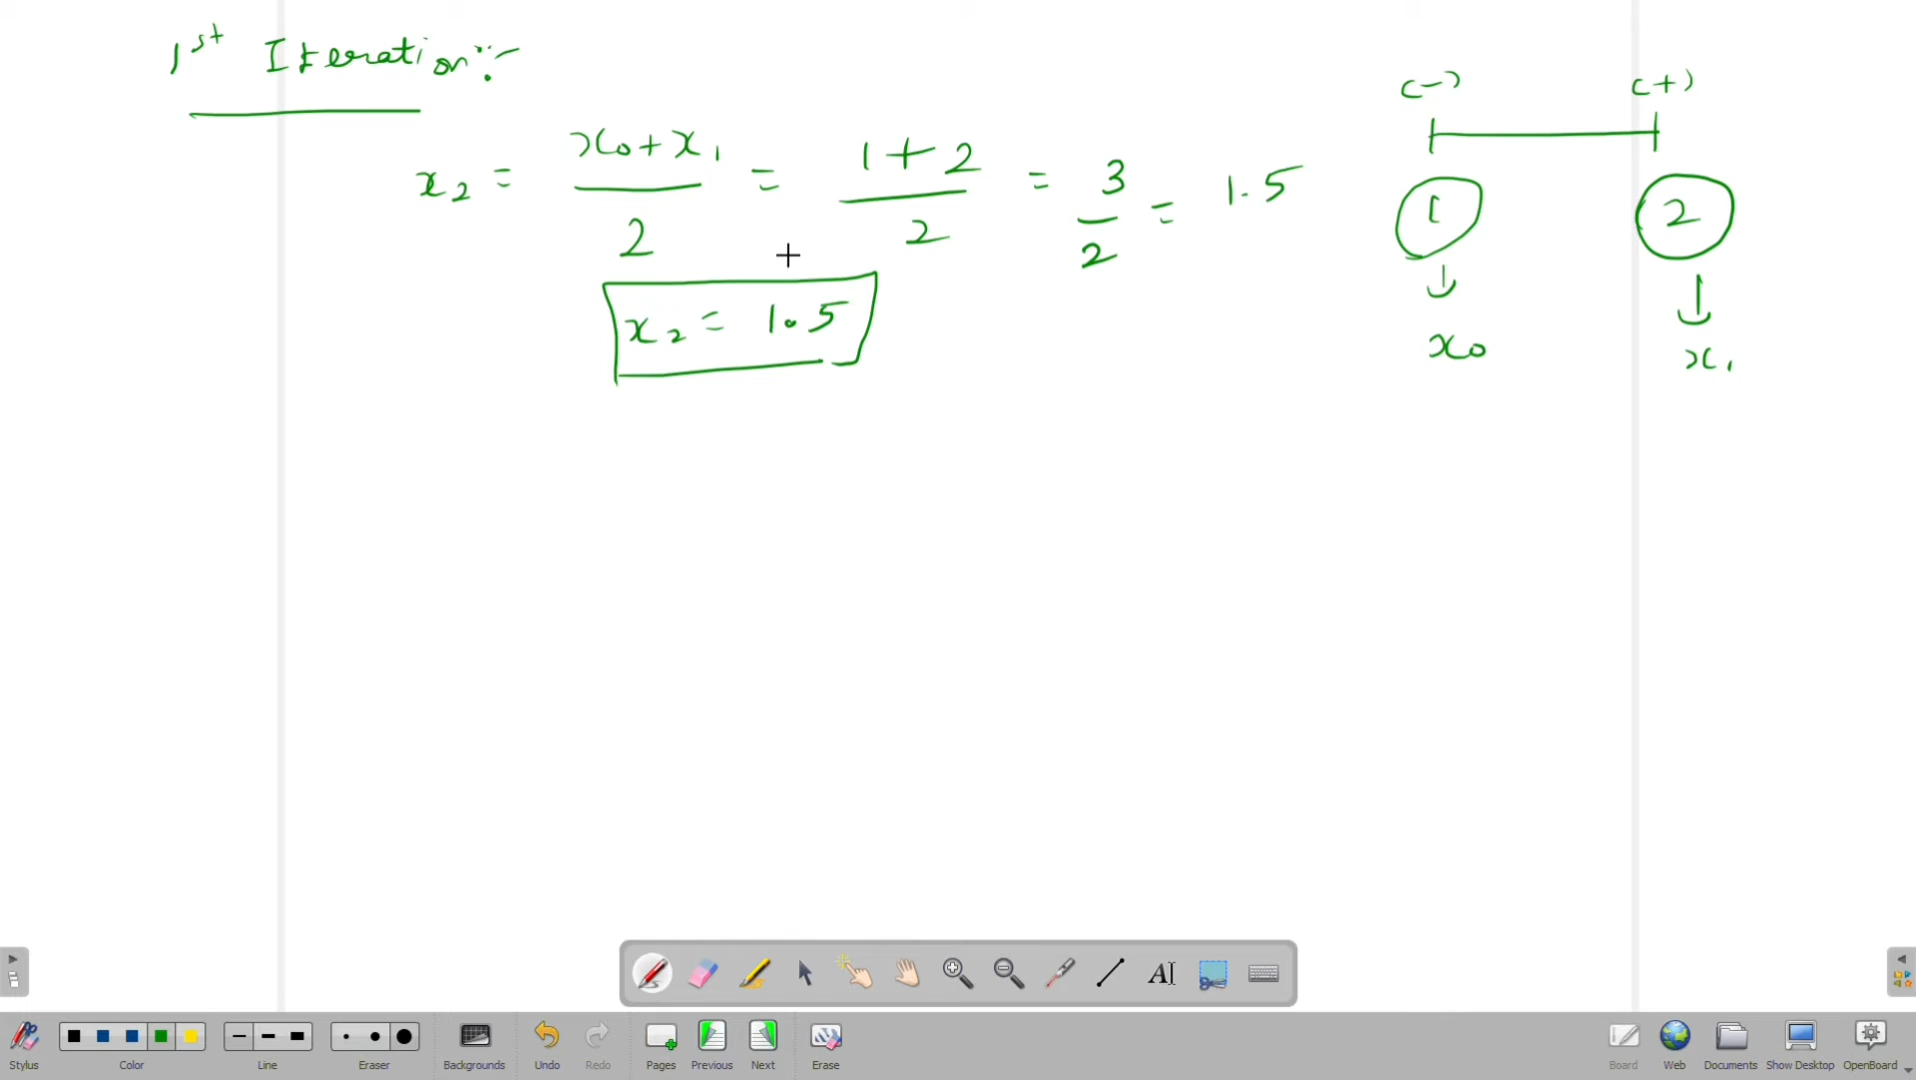 1st Iteration:-
x₂ = x₀ + x₁ / 2 = 1 + 2 / 2 = 3 / 2 = 1.5
x₂ = 1.5
(-) (+)
1 2
x₀ x₁
Stylus Color Line Eraser Backgrounds Undo Redo Pages Previous Next Erase Board Web Documents Show Desktop OpenBoard